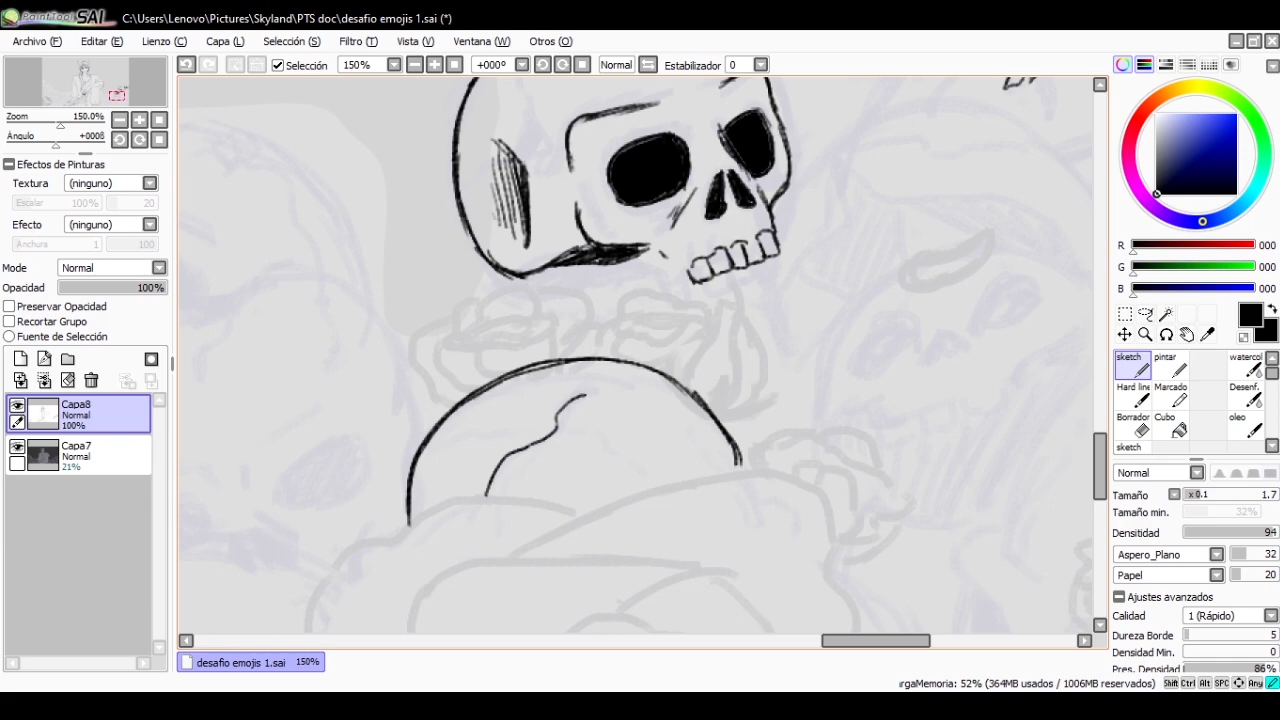 PaintTool SAI C:\Users\Lenovo\Pictures\Skyland\PTS doc\desafio emojis 1.sai (*)
Archivo (F) Editar (E) Lienzo (C) Capa (L) Selección (S) Filtro (T) Vista (V) Ventana (W) Otros (O)
Selección 150% +000º Normal Estabilizador 0
Zoom 150.0%
Ángulo +000º
Efectos de Pinturas
Textura (ninguno)
Escalar 100% 20
Efecto (ninguno)
Anchura 1 100
Mode Normal
Opacidad 100%
Preservar Opacidad
Recortar Grupo
Fuente de Selección
Capa8
Normal
100%
Capa7
Normal
21%
R 000
G 000
B 000
sketch pintar watercol
Hard line Marcado Desenf.
Borrador Cubo oleo
sketch
Normal
Tamaño x 0.1 1.7
Tamaño min. 32%
Densitidad 94
Aspero_Plano 32
Papel 20
Ajustes avanzados
Calidad 1 (Rápido)
Dureza Borde 5
Densidad Min. 0
Pres. Densidad 86%
desafio emojis 1.sai 150%
rgaMemoria: 52% (364MB usados / 1006MB reservados) Shift Ctrl Alt SPC Any